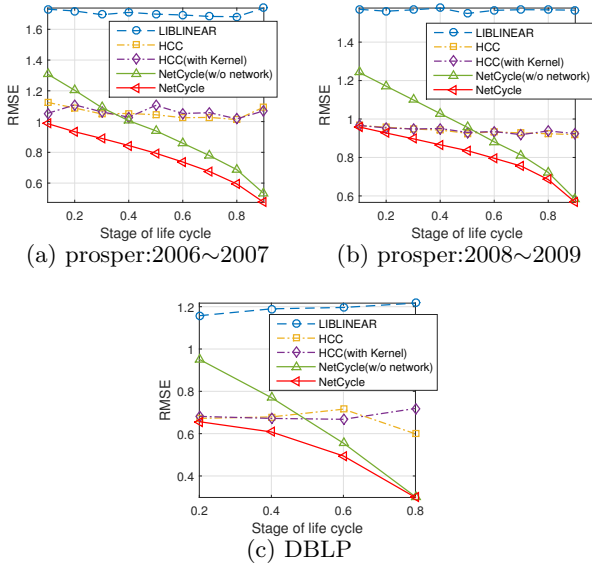 1.6
1.4
1.2
1
0.8
0.6
RMSE
LIBLINEAR
HCC
HCC(with Kernel)
NetCycle(w/o network)
NetCycle
0.2 0.4 0.6 0.8
Stage of life cycle
(a) prosper:2006∼2007
1.4
1.2
1
0.8
0.6
RMSE
LIBLINEAR
HCC
HCC(with Kernel)
NetCycle(w/o network)
NetCycle
0.2 0.4 0.6 0.8
Stage of life cycle
(b) prosper:2008∼2009
1.2
1
0.8
0.6
0.4
RMSE
LIBLINEAR
HCC
HCC(with Kernel)
NetCycle(w/o network)
NetCycle
0.2 0.4 0.6 0.8
Stage of life cycle
(c) DBLP